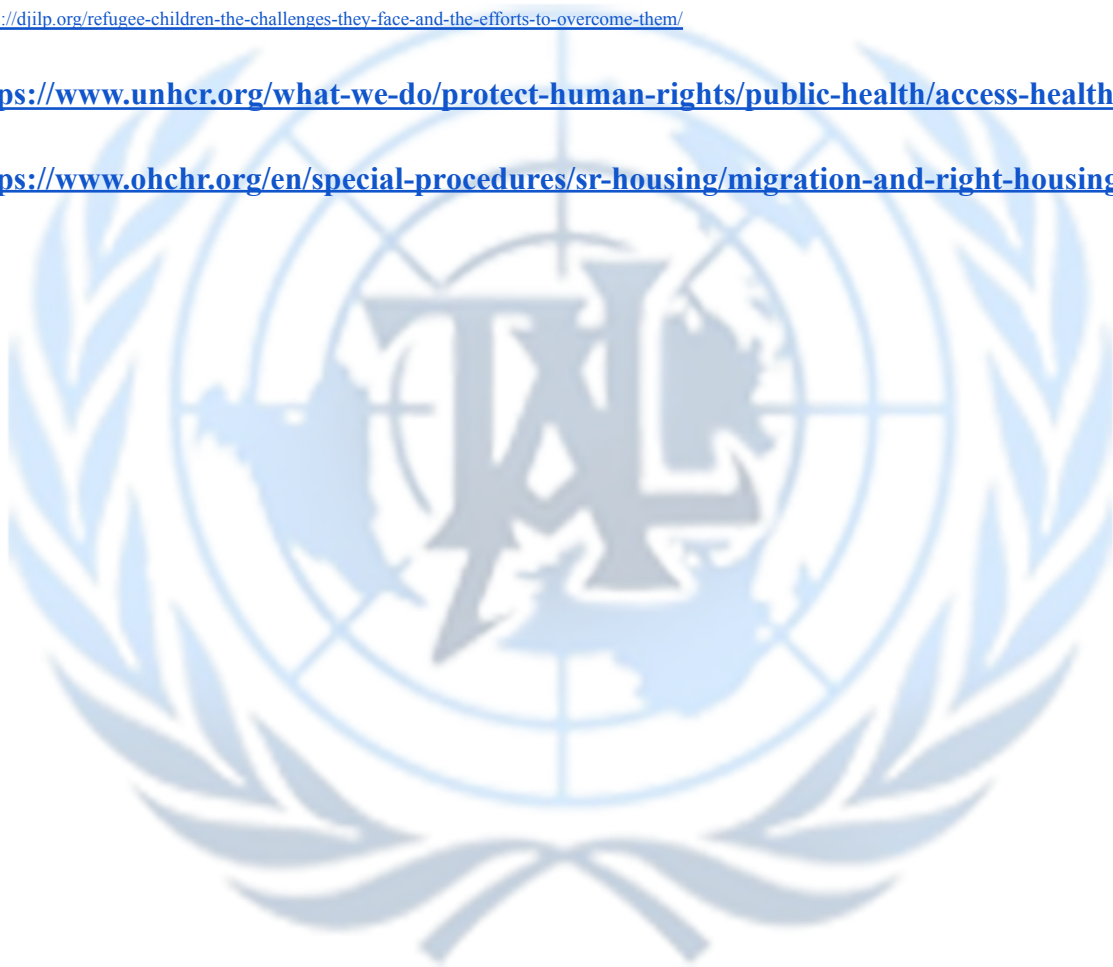 ://djilp.org/refugee-children-the-challenges-they-face-and-the-efforts-to-overcome-them/
ps://www.unhcr.org/what-we-do/protect-human-rights/public-health/access-health
ps://www.ohchr.org/en/special-procedures/sr-housing/migration-and-right-housing